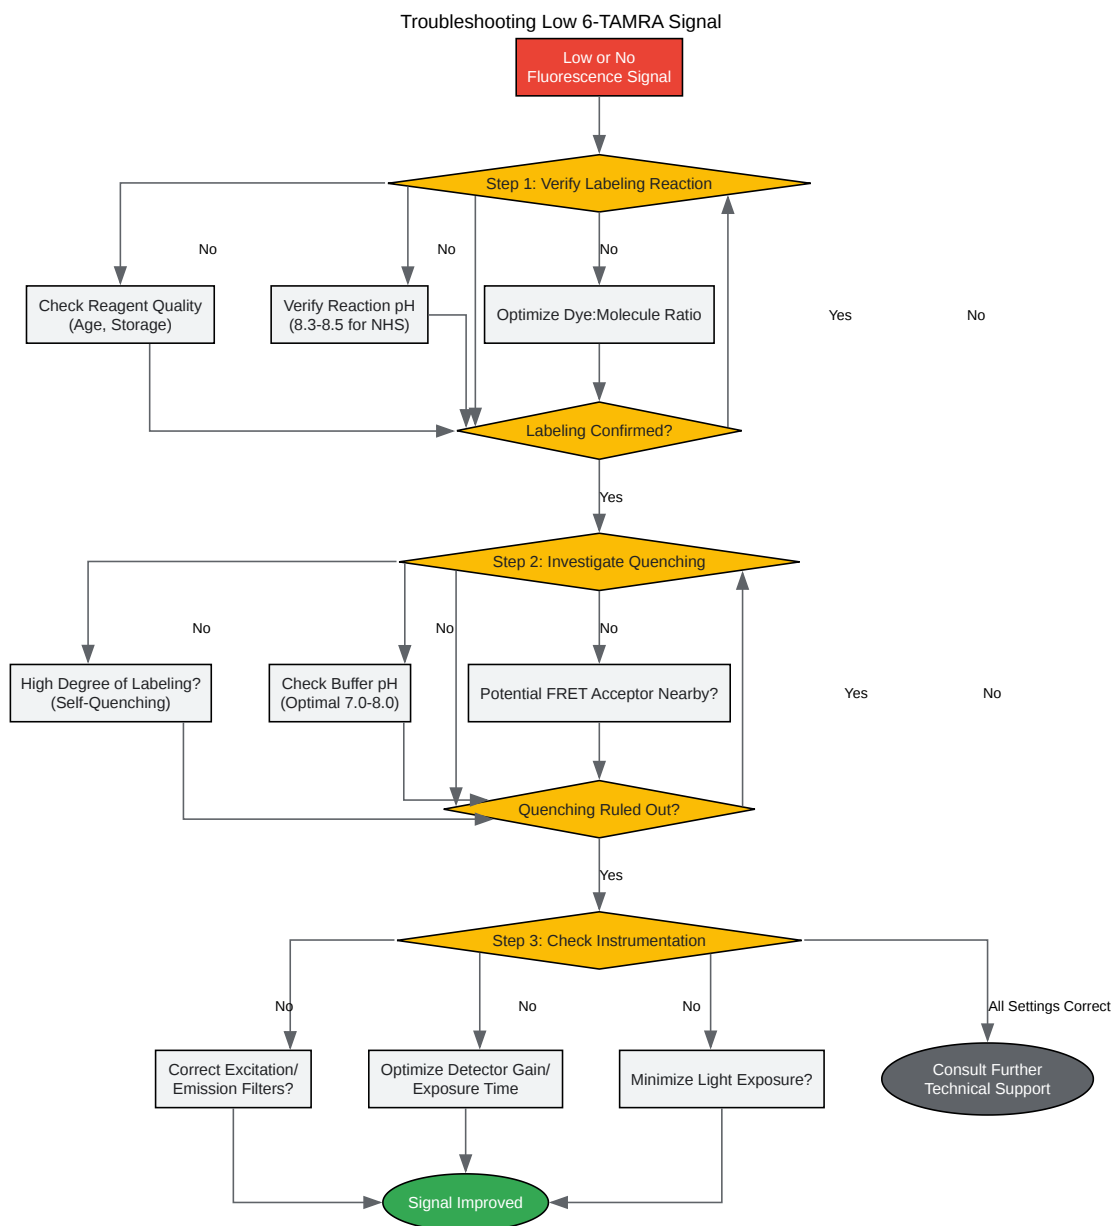 Troubleshooting Low 6-TAMRA Signal
Low or No
Fluorescence Signal
Step 1: Verify Labeling Reaction
No
No
No
Check Reagent Quality
(Age, Storage)
Verify Reaction pH
(8.3-8.5 for NHS)
Optimize Dye:Molecule Ratio
Yes
No
Labeling Confirmed?
Yes
Step 2: Investigate Quenching
No
No
No
High Degree of Labeling?
(Self-Quenching)
Check Buffer pH
(Optimal 7.0-8.0)
Potential FRET Acceptor Nearby?
Yes
No
Quenching Ruled Out?
Yes
Step 3: Check Instrumentation
No
No
No
All Settings Correct
Correct Excitation/
Emission Filters?
Optimize Detector Gain/
Exposure Time
Minimize Light Exposure?
Consult Further
Technical Support
Signal Improved